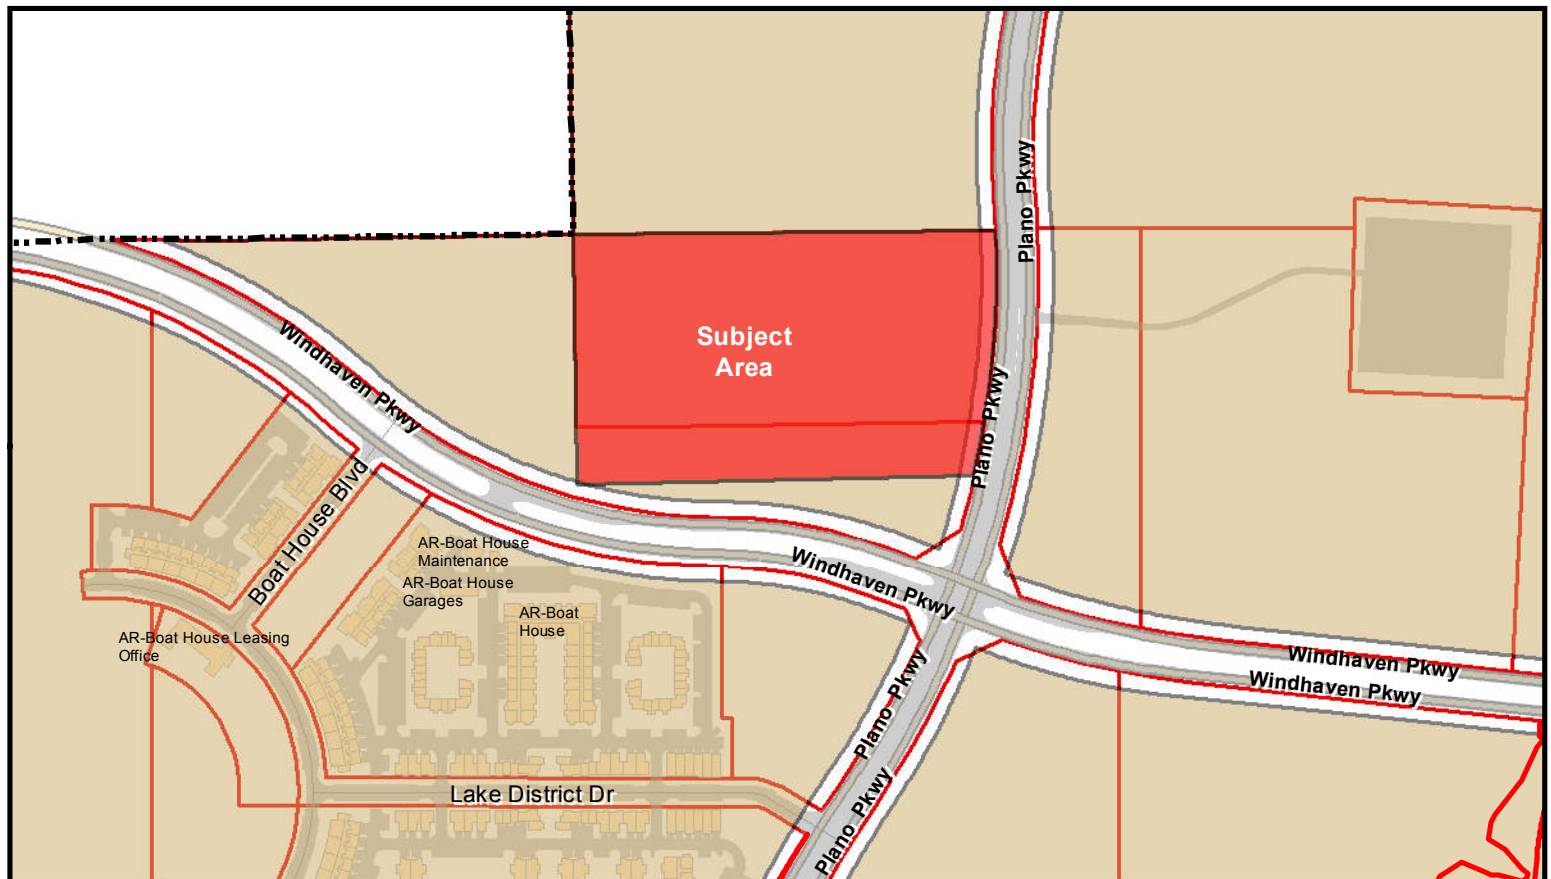 Plano Pkwy
Windhaven Pkwy
Subject
Area
Plano Pkwy
Boat House Blvd
AR-Boat House
Maintenance
AR-Boat House
Garages
AR-Boat
House
AR-Boat House Leasing
Office
Windhaven Pkwy
Plano Pkwy
Windhaven Pkwy
Windhaven Pkwy
Lake District Dr
Plano Pkwy